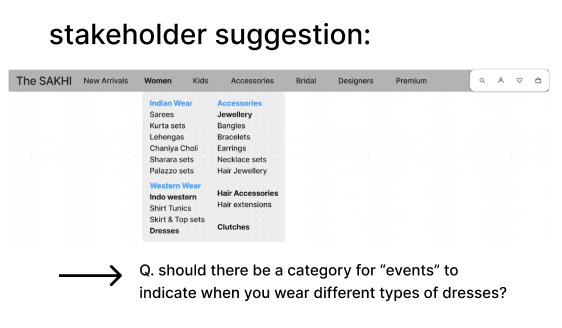 stakeholder suggestion:
The SAKHI New Arrivals Women Kids Accessories Bridal Designers Premium
Indian Wear
Sarees
Kurta sets
Lehengas
Chaniya Choli
Sharara sets
Palazzo sets
Western Wear
Indo western
Shirt Tunics
Skirt & Top sets
Dresses
Accessories
Jewellery
Bangles
Bracelets
Earrings
Necklace sets
Hair Jewellery
Hair Accessories
Hair extensions
Clutches
Q. should there be a category for “events” to
indicate when you wear different types of dresses?